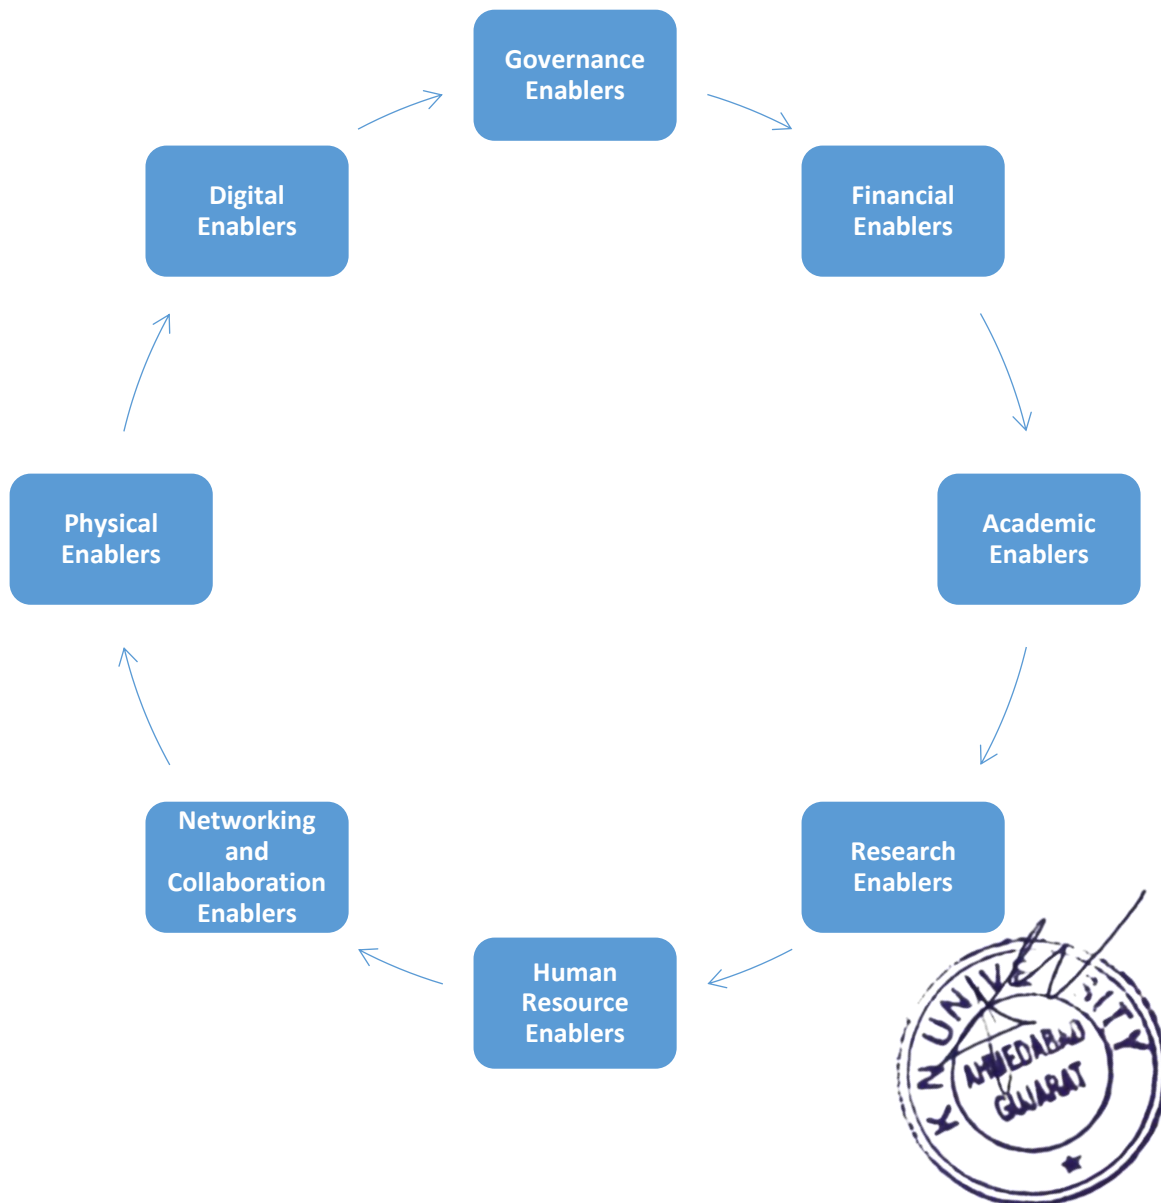 Governance
Enablers
Financial
Enablers
Academic
Enablers
Research
Enablers
Human
Resource
Enablers
Networking
and
Collaboration
Enablers
Physical
Enablers
Digital
Enablers
K N UNIVERSITY
AHMEDABAD
GUJARAT